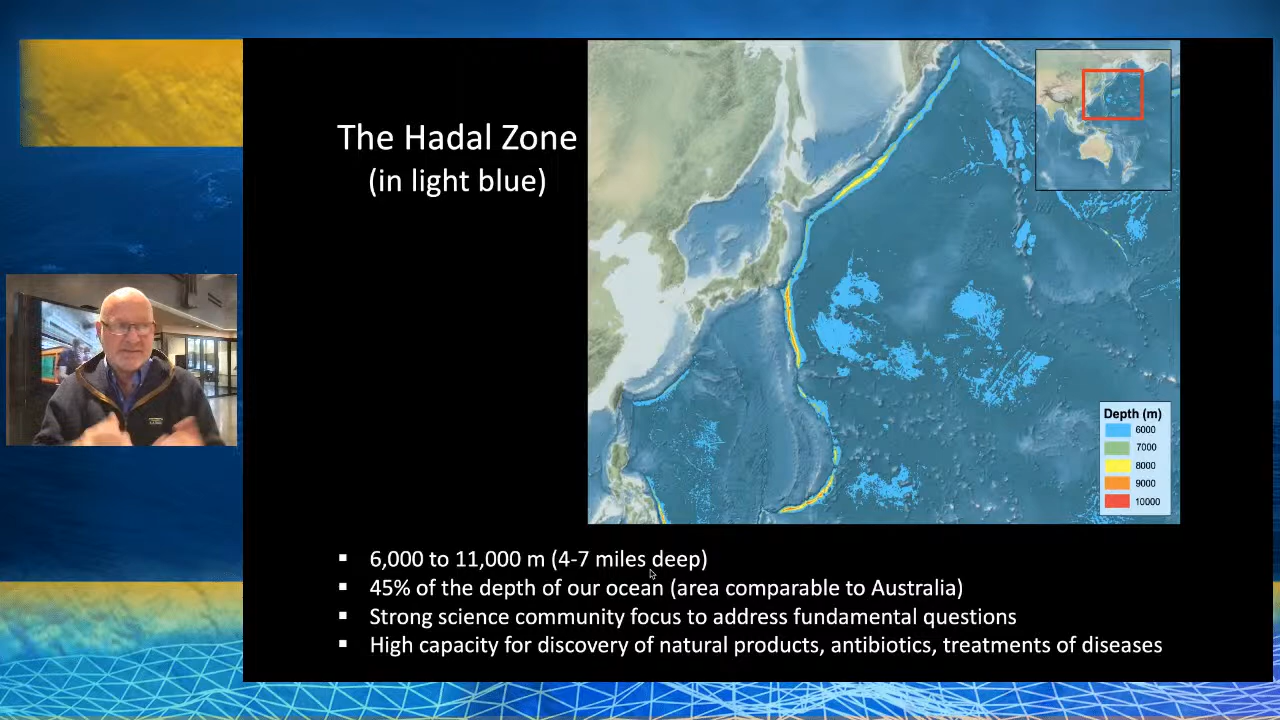 The Hadal Zone
(in light blue)
Depth (m)
6000
7000
8000
9000
10000
▪ 6,000 to 11,000 m (4-7 miles deep)
▪ 45% of the depth of our ocean (area comparable to Australia)
▪ Strong science community focus to address fundamental questions
▪ High capacity for discovery of natural products, antibiotics, treatments of diseases